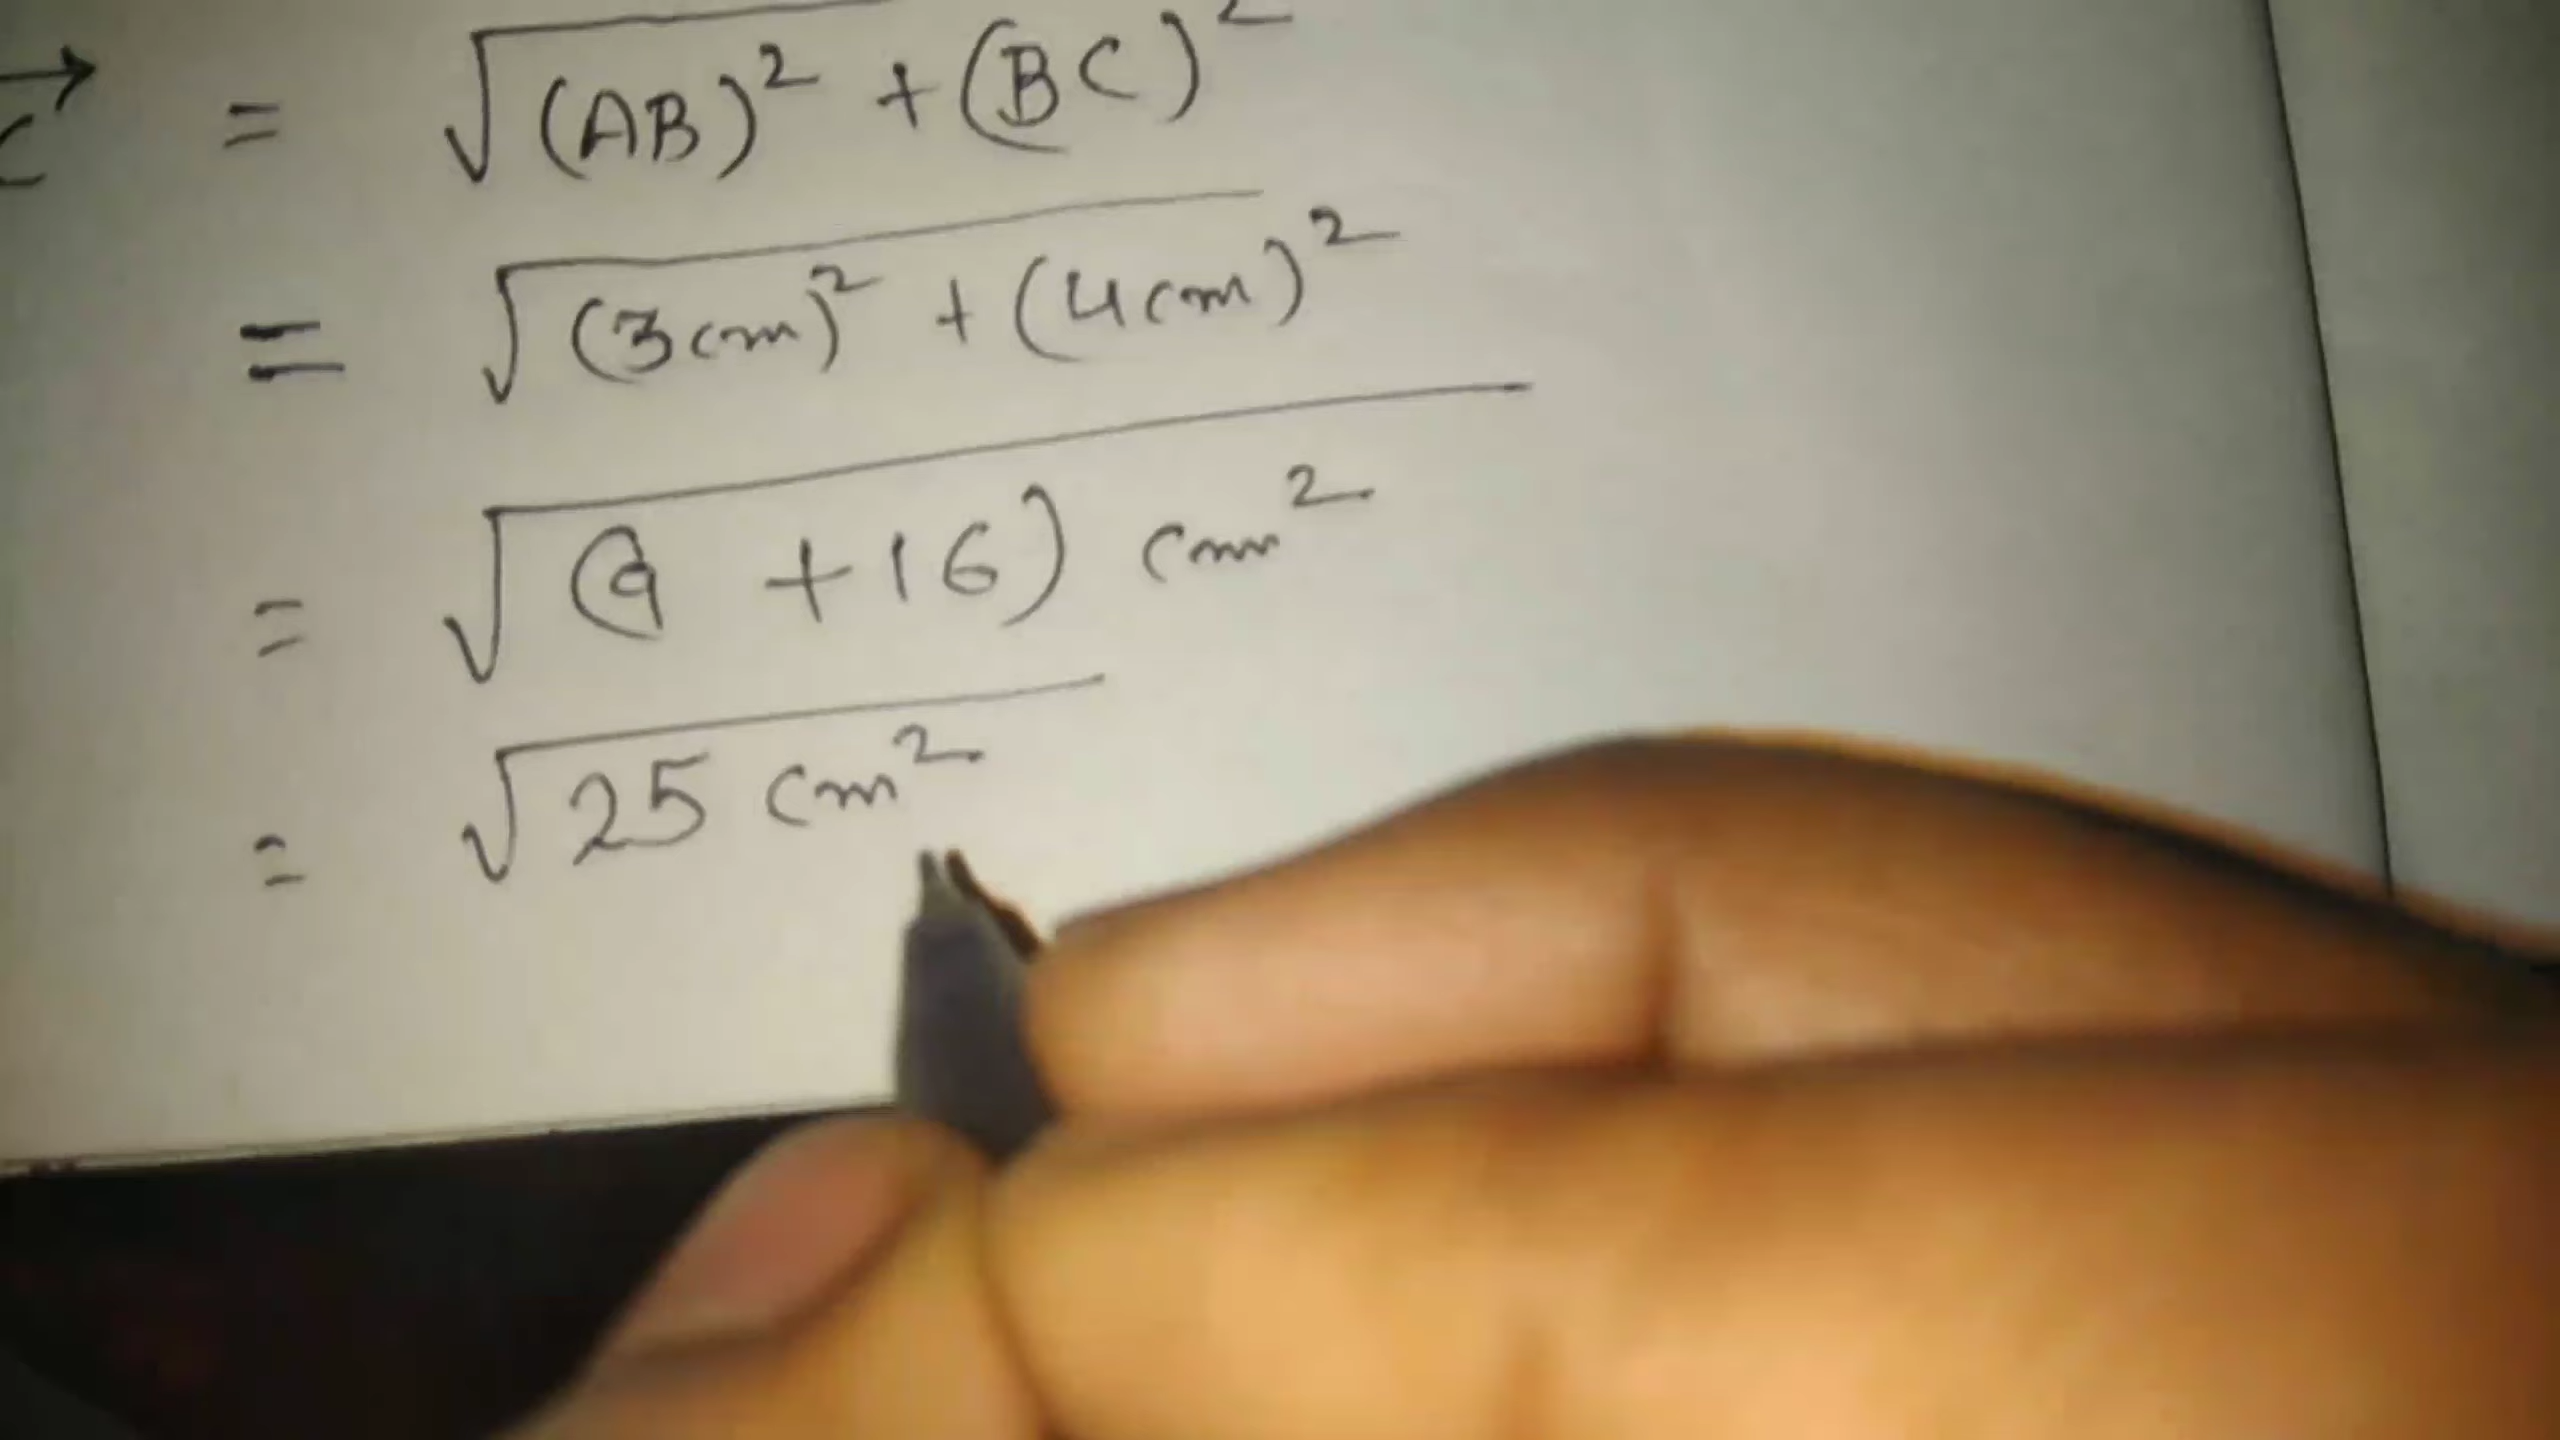 C⃗ = √(AB)² + (BC)²
= √(3cm)² + (4cm)²
= √(9 + 16) cm²
= √25 cm²